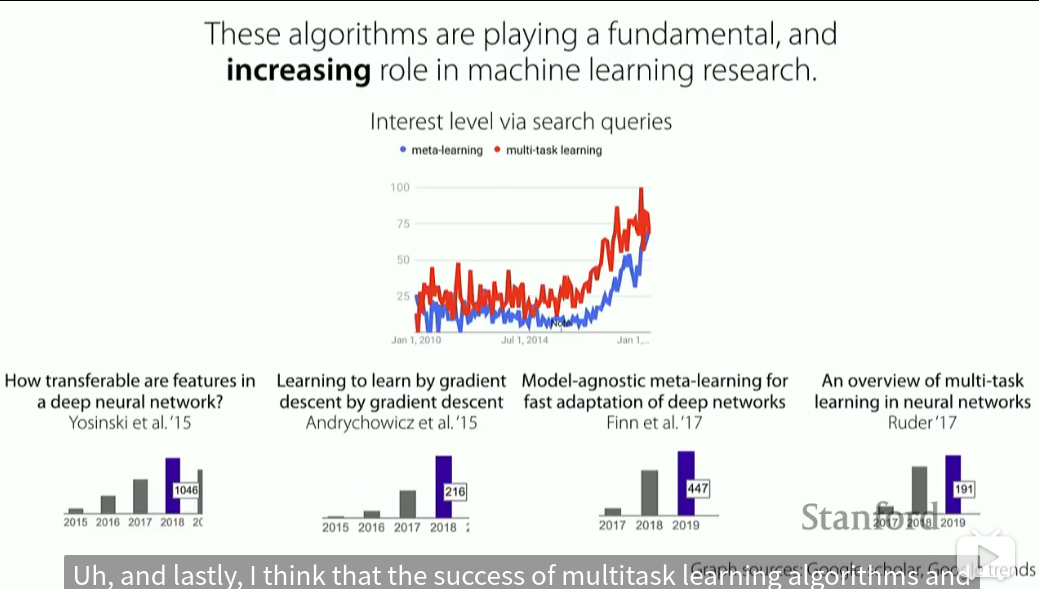 These algorithms are playing a fundamental, and
increasing role in machine learning research.
Interest level via search queries
meta-learning multi-task learning
100
75
50
25
Note
Jan 1, 2010 Jul 1, 2014 Jan 1,...
How transferable are features in
a deep neural network?
Yosinski et al. '15
1046
2015 2016 2017 2018
Learning to learn by gradient
descent by gradient descent
Andrychowicz et al. '15
216
2015 2016 2017 2018
Model-agnostic meta-learning for
fast adaptation of deep networks
Finn et al. '17
447
2017 2018 2019
An overview of multi-task
learning in neural networks
Ruder '17
191
2017 2018 2019
Stanford
Graph sources: Google scholar, Google trends
Uh, and lastly, I think that the success of multitask learning algorithms and